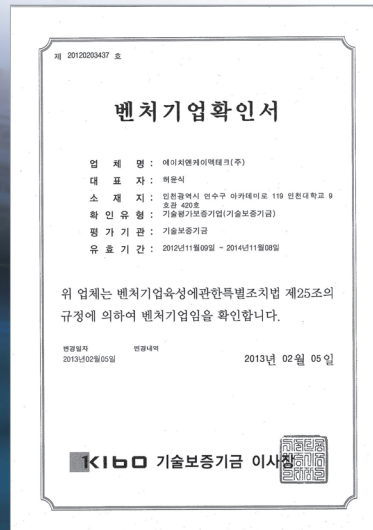 제 20120203437 호
벤처기업확인서
업 체 명 : 에이치앤케이맥테크(주)
대 표 자 : 허윤식
소 재 지 : 인천광역시 연수구 아카데미로 119 인천대학교 9
호관 420호
확 인 유 형 : 기술평가보증기업(기술보증기금)
평 가 기 관 : 기술보증기금
유 효 기 간 : 2012년11월09일 ~ 2014년11월08일
위 업체는 벤처기업육성에관한특별조치법 제25조의
규정에 의하여 벤처기업임을 확인합니다.
변경일자 변경내역
2013년02월05일 2013년 02월 05일
KIBO 기술보증기금 이사장